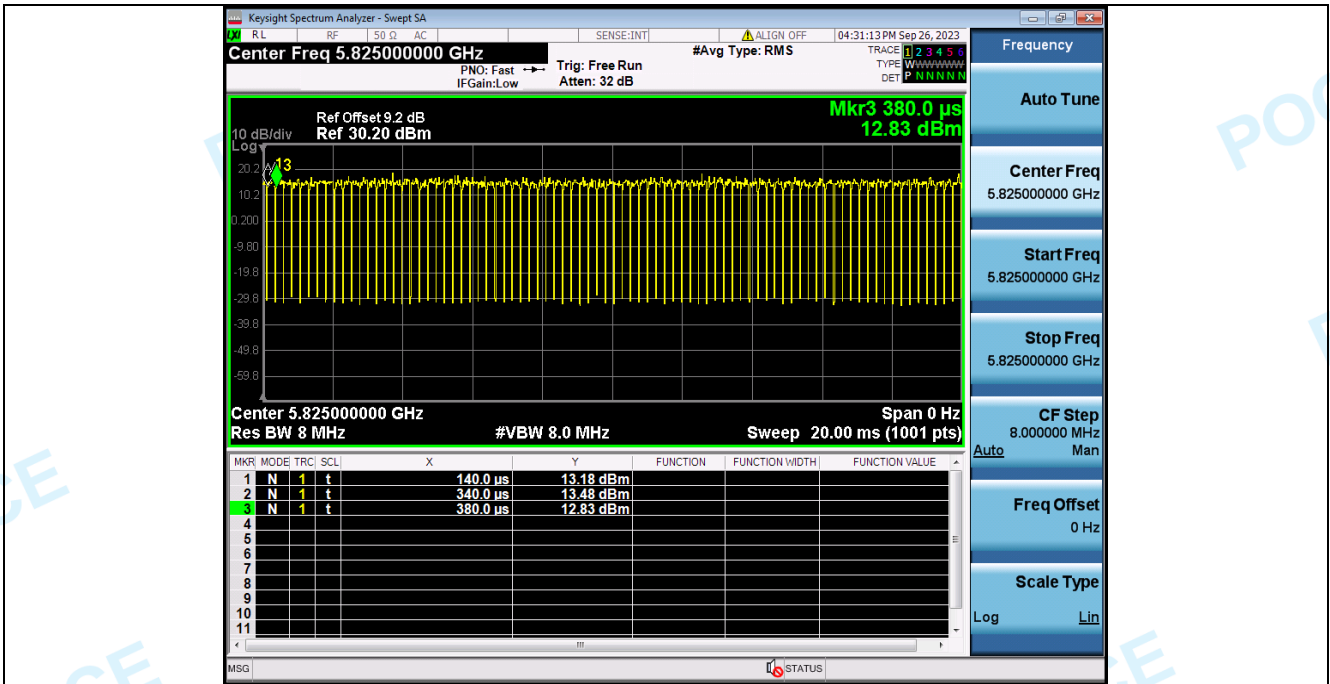 Keysight Spectrum Analyzer - Swept SA
LXI RL RF 50 Ω AC SENSE:INT ALIGN OFF 04:31:13 PM Sep 26, 2023
Center Freq 5.825000000 GHz
PNO: Fast
IFGain:Low
Trig: Free Run
Atten: 32 dB
#Avg Type: RMS
TRACE 1 2 3 4 5 6
TYPE WWWWWW
DET P N N N N N
Mkr3 380.0 µs
12.83 dBm
Ref Offset 9.2 dB
10 dB/div Ref 30.20 dBm
Log
20.2
10.2
0.200
-9.80
-19.8
-29.8
-39.8
-49.8
-59.8
13
Center 5.825000000 GHz Span 0 Hz
Res BW 8 MHz #VBW 8.0 MHz Sweep 20.00 ms (1001 pts)
MKR MODE TRC SCL X Y FUNCTION FUNCTION WIDTH FUNCTION VALUE
1 N 1 t 140.0 µs 13.18 dBm
2 N 1 t 340.0 µs 13.48 dBm
3 N 1 t 380.0 µs 12.83 dBm
4
5
6
7
8
9
10
11
MSG STATUS
Frequency
Auto Tune
Center Freq
5.825000000 GHz
Start Freq
5.825000000 GHz
Stop Freq
5.825000000 GHz
CF Step
8.000000 MHz
Auto Man
Freq Offset
0 Hz
Scale Type
Log Lin